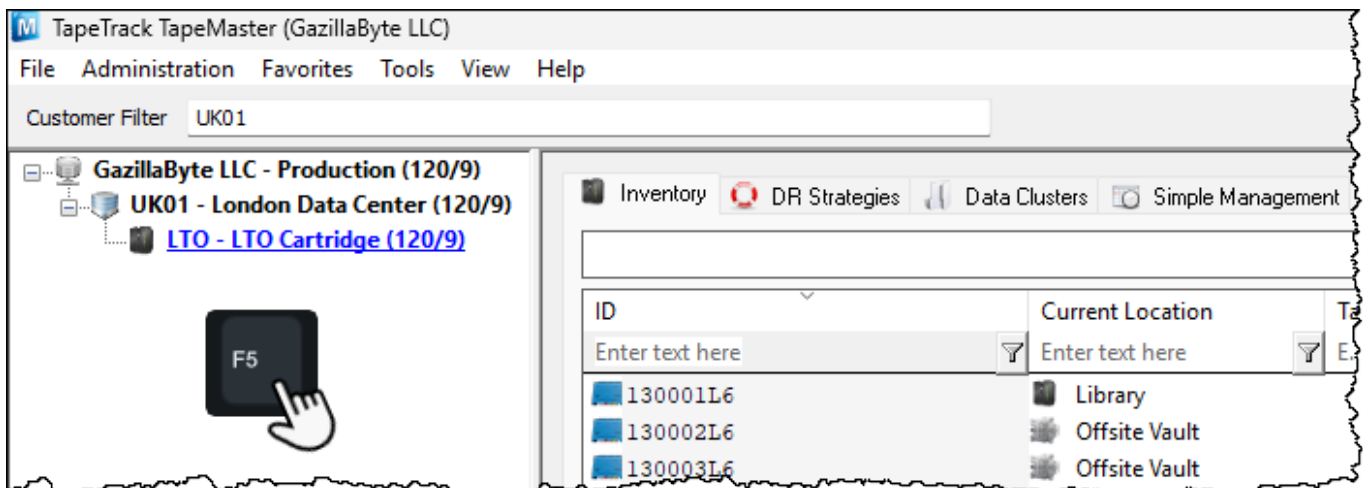 TapeTrack TapeMaster (GazillaByte LLC)
File Administration Favorites Tools View Help
Customer Filter UK01
GazillaByte LLC - Production (120/9)
UK01 - London Data Center (120/9)
LTO - LTO Cartridge (120/9)
F5
Inventory DR Strategies Data Clusters Simple Management
ID Current Location
Enter text here Enter text here
130001L6 Library
130002L6 Offsite Vault
130003L6 Offsite Vault